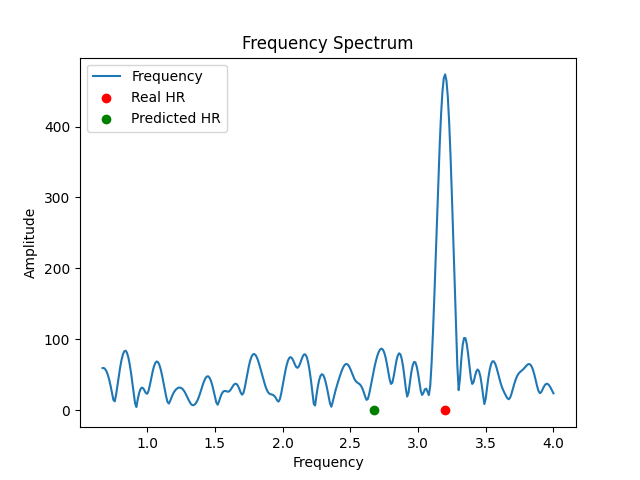 Frequency Spectrum
Frequency
Real HR
Predicted HR
Amplitude
400
300
200
100
0
1.0 1.5 2.0 2.5 3.0 3.5 4.0
Frequency